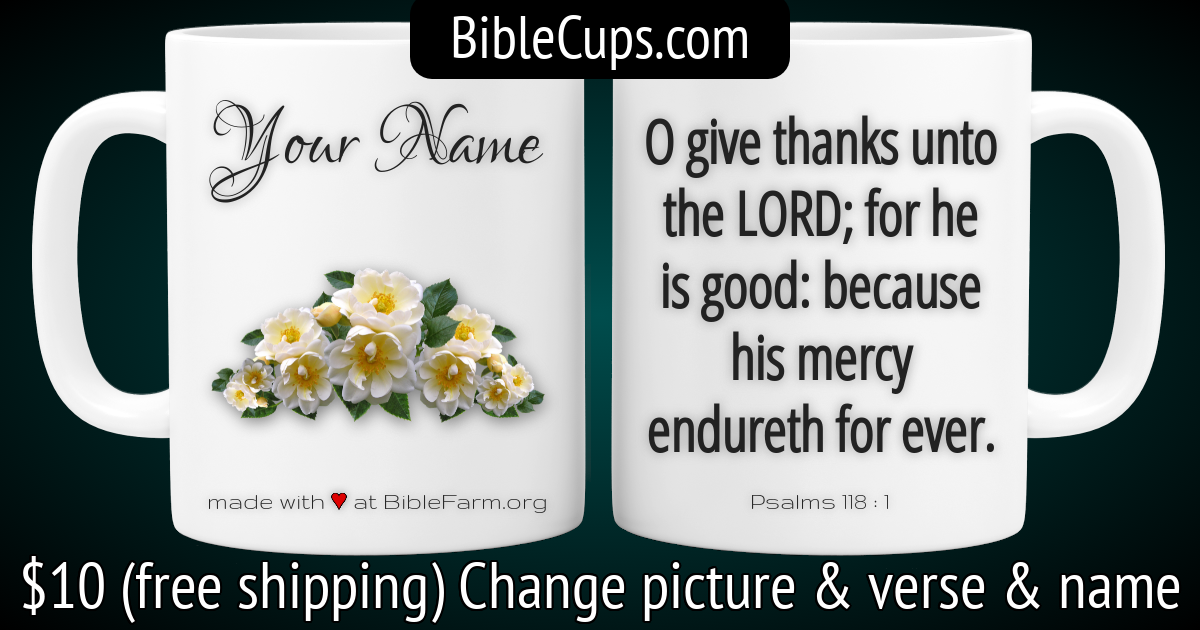 BibleCups.com
Your Name
made with ♥ at BibleFarm.org
O give thanks unto
the LORD; for he
is good: because
his mercy
endureth for ever.
Psalms 118 : 1
$10 (free shipping) Change picture & verse & name